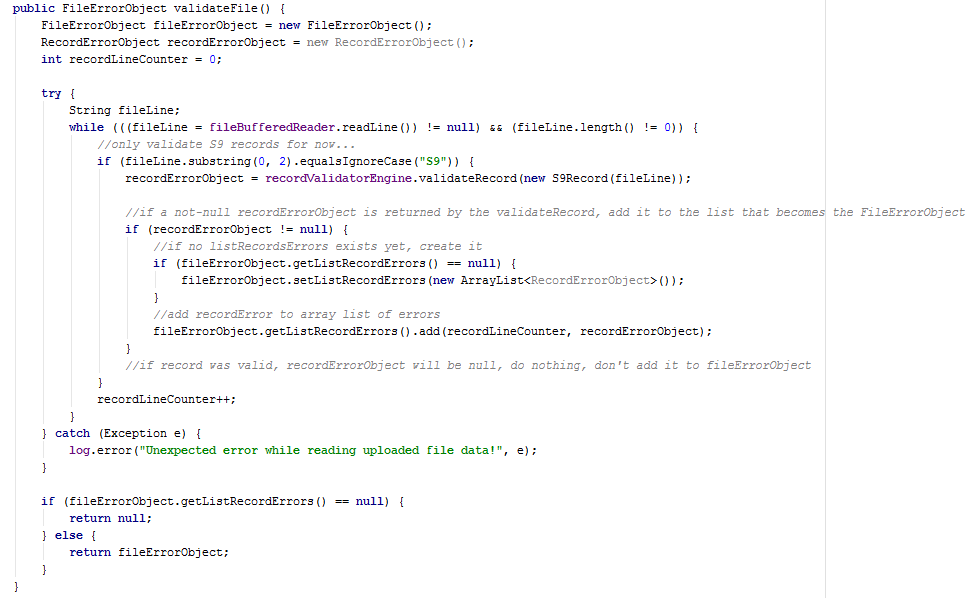 public FileErrorObject validateFile() {
    FileErrorObject fileErrorObject = new FileErrorObject();
    RecordErrorObject recordErrorObject = new RecordErrorObject();
    int recordLineCounter = 0;

    try {
        String fileLine;
        while (((fileLine = fileBufferedReader.readLine()) != null) && (fileLine.length() != 0)) {
            //only validate S9 records for now...
            if (fileLine.substring(0, 2).equalsIgnoreCase("S9")) {
                recordErrorObject = recordValidatorEngine.validateRecord(new S9Record(fileLine));

                //if a not-null recordErrorObject is returned by the validateRecord, add it to the list that becomes the FileErrorObject
                if (recordErrorObject != null) {
                    //if no listRecordsErrors exists yet, create it
                    if (fileErrorObject.getListRecordErrors() == null) {
                        fileErrorObject.setListRecordErrors(new ArrayList<RecordErrorObject>());
                    }
                    //add recordError to array list of errors
                    fileErrorObject.getListRecordErrors().add(recordLineCounter, recordErrorObject);
                }
                //if record was valid, recordErrorObject will be null, do nothing, don't add it to fileErrorObject
            }
            recordLineCounter++;
        }
    } catch (Exception e) {
        log.error("Unexpected error while reading uploaded file data!", e);
    }

    if (fileErrorObject.getListRecordErrors() == null) {
        return null;
    } else {
        return fileErrorObject;
    }
}